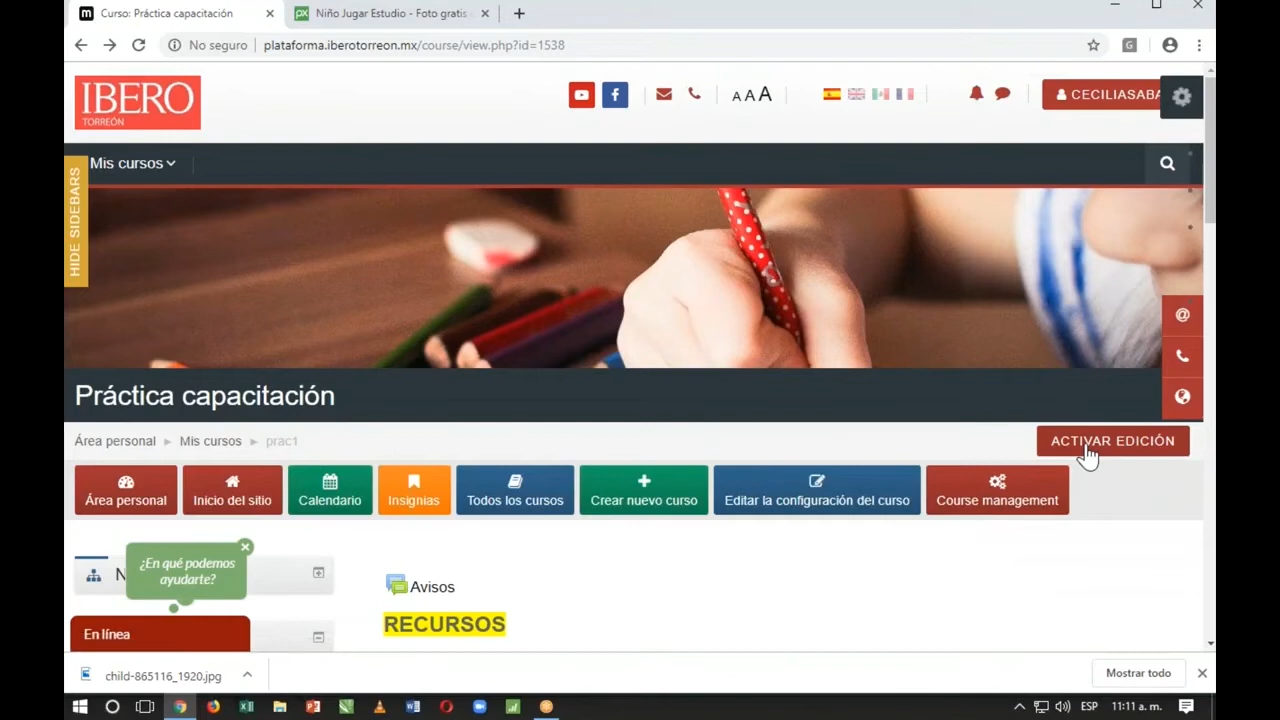 Curso: Práctica capacitación
Niño Jugar Estudio - Foto gratis
No seguro
plataforma.iberotorreon.mx/course/view.php?id=1538
IBERO
TORREÓN
A A A
CECILIASABA
Mis cursos
HIDE SIDEBARS
Práctica capacitación
Área personal
Mis cursos
prac1
ACTIVAR EDICIÓN
Área personal
Inicio del sitio
Calendario
Insignias
Todos los cursos
Crear nuevo curso
Editar la configuración del curso
Course management
¿En qué podemos
ayudarte?
N
Avisos
RECURSOS
En línea
child-865116_1920.jpg
Mostrar todo
ESP
11:11 a. m.